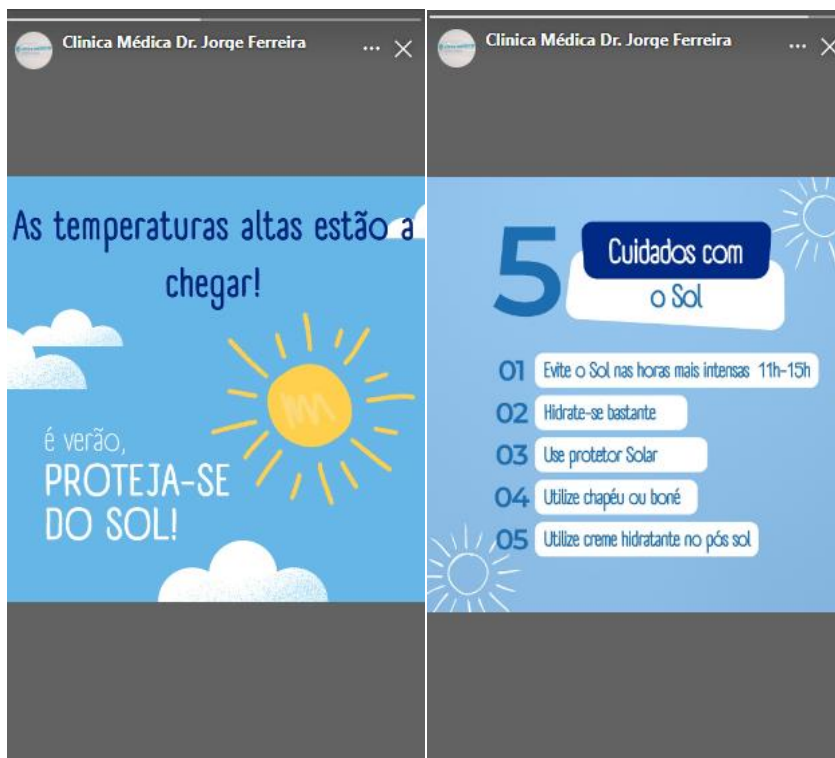 Clinica Médica Dr. Jorge Ferreira
As temperaturas altas estão a
chegar!
é verão,
PROTEJA-SE
DO SOL!
Clinica Médica Dr. Jorge Ferreira
5 Cuidados com
o Sol
01 Evite o Sol nas horas mais intensas 11h-15h
02 Hidrate-se bastante
03 Use protetor Solar
04 Utilize chapéu ou boné
05 Utilize creme hidratante no pós sol